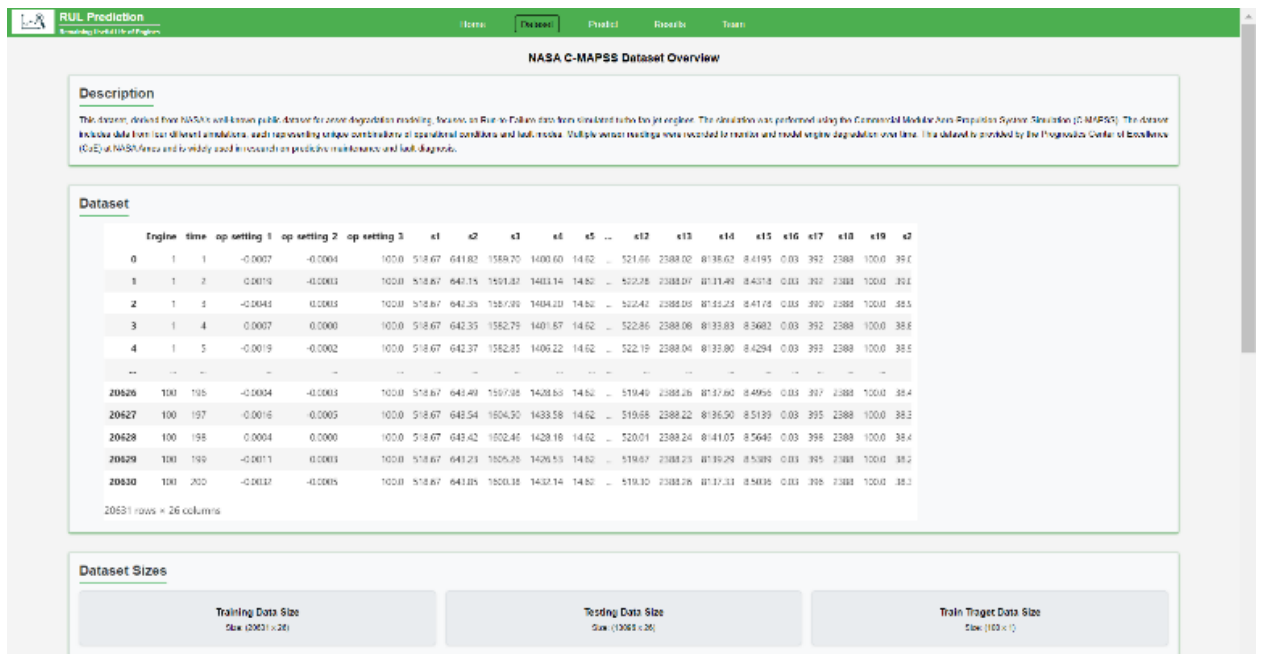 RUL Prediction
Remaining Useful Life of Engines
Home Dataset Predict Results Team
NASA C-MAPSS Dataset Overview
Description
This dataset, derived from NASA's well-known public dataset for asset degradation modeling, focuses on Run-to-Failure data from simulated turbo fan jet engines. The simulation was performed using the Commercial Modular Aero-Propulsion System Simulation (C-MAPSS). The dataset
includes data from four different simulations, each representing unique combinations of operational conditions and fault modes. Multiple sensor readings were recorded to monitor and model engine degradation over time. This dataset is provided by the Prognostics Center of Excellence
(CoE) at NASA Ames and is widely used in research on predictive maintenance and fault diagnosis.
Dataset
Engine time op setting 1 op setting 2 op setting 3 s1 s2 s3 s4 s5 ... s12 s13 s14 s15 s16 s17 s18 s19
0 1 1 -0.0007 -0.0004 100.0 518.67 641.82 1589.70 1400.60 14.62 ... 521.66 2388.02 8138.62 8.4195 0.03 392 2388 100.0
1 1 2 0.0019 -0.0003 100.0 518.67 642.15 1591.82 1403.14 14.62 ... 522.28 2388.07 8131.49 8.4318 0.03 392 2388 100.0
2 1 3 -0.0043 0.0003 100.0 518.67 642.35 1587.99 1404.20 14.62 ... 522.42 2388.03 8133.23 8.4178 0.03 390 2388 100.0
3 1 4 0.0007 0.0000 100.0 518.67 642.35 1582.79 1401.87 14.62 ... 522.86 2388.08 8133.83 8.3682 0.03 392 2388 100.0
4 1 5 -0.0019 -0.0002 100.0 518.67 642.37 1582.85 1406.22 14.62 ... 522.19 2388.04 8133.80 8.4294 0.03 393 2388 100.0
... ... ... ... ... ... ... ... ... ... ... ... ... ... ... ... ... ... ...
20626 100 196 -0.0004 -0.0003 100.0 518.67 643.49 1597.98 1428.63 14.62 ... 519.49 2388.26 8137.60 8.4956 0.03 397 2388 100.0
20627 100 197 -0.0016 -0.0005 100.0 518.67 643.54 1604.50 1433.58 14.62 ... 519.68 2388.22 8136.50 8.5139 0.03 395 2388 100.0
20628 100 198 0.0004 0.0000 100.0 518.67 643.42 1602.46 1428.18 14.62 ... 520.01 2388.24 8141.05 8.5646 0.03 398 2388 100.0
20629 100 199 -0.0011 0.0003 100.0 518.67 643.23 1605.26 1426.53 14.62 ... 519.67 2388.23 8139.29 8.5389 0.03 395 2388 100.0
20630 100 200 -0.0032 -0.0005 100.0 518.67 643.85 1600.38 1432.14 14.62 ... 519.30 2388.26 8137.33 8.5036 0.03 396 2388 100.0
20631 rows × 26 columns
Dataset Sizes
Training Data Size Testing Data Size Train Traget Data Size
Size: (20631 x 26) Size: (13096 x 26) Size: (100 x 1)